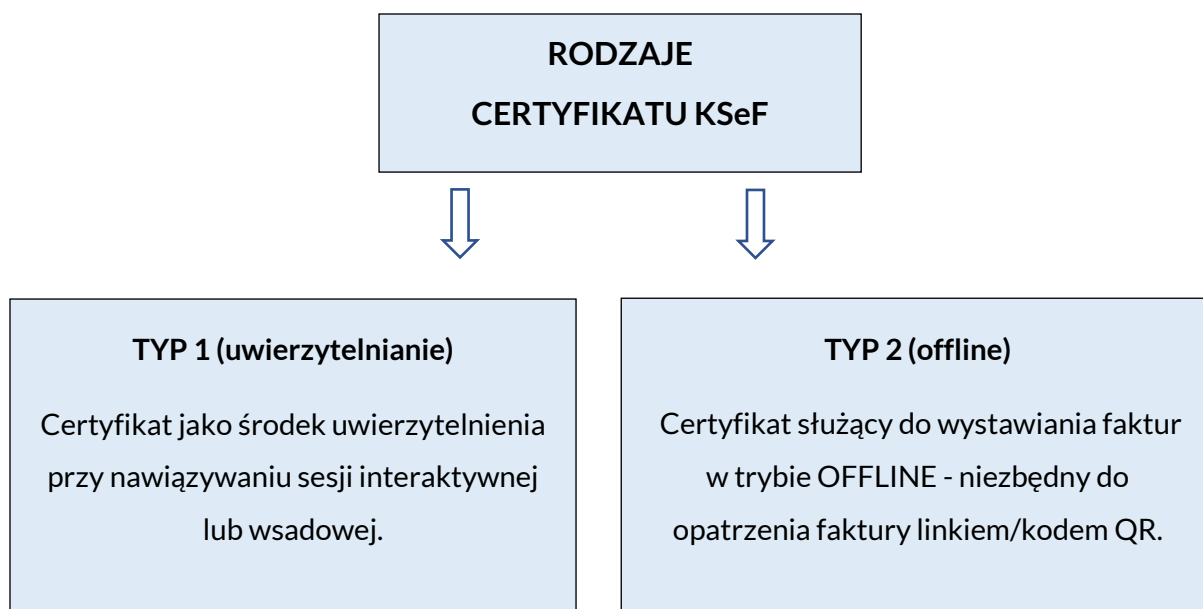 RODZAJE
CERTYFIKATU KSeF
TYP 1 (uwierzytelnianie)
Certyfikat jako środek uwierzytelnienia
przy nawiązywaniu sesji interaktywnej
lub wsadowej.
TYP 2 (offline)
Certyfikat służący do wystawiania faktur
w trybie OFFLINE - niezbędny do
opatrzenia faktury linkiem/kodem QR.